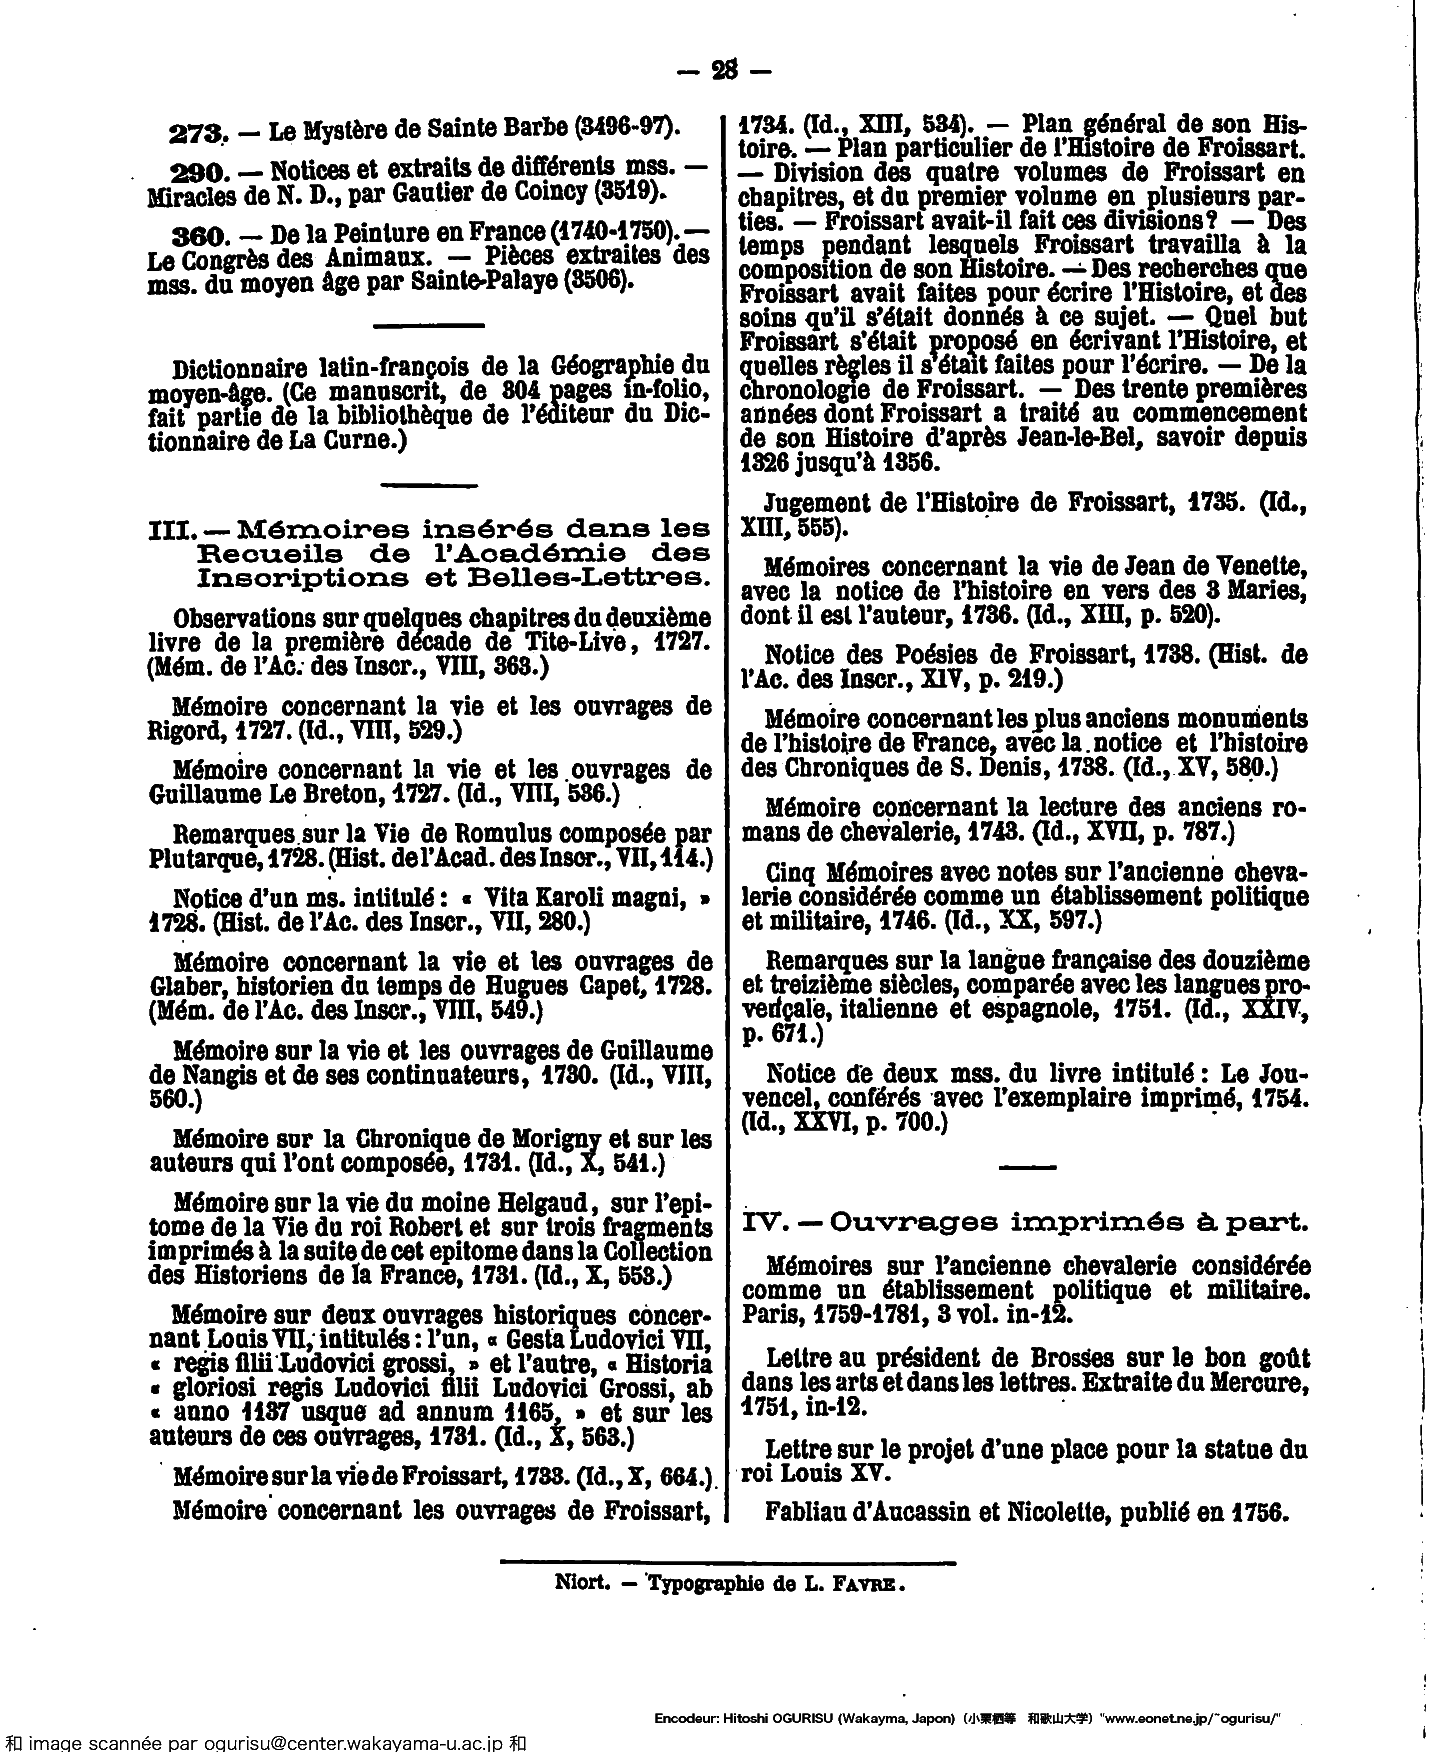 — 28 —
273. — Le Mystère de Sainte Barbe (3496-97).
290. — Notices et extraits de différents mss. —
Miracles de N. D., par Gautier de Coincy (3519).
360. — De la Peinture en France (1740-1750). —
Le Congrès des Animaux. — Pièces extraites des
mss. du moyen âge par Sainte-Palaye (3506).
Dictionnaire latin-françois de la Géographie du
moyen-âge. (Ce manuscrit, de 304 pages in-folio,
fait partie de la bibliothèque de l'éditeur du Dic-
tionnaire de La Curne.)
III. — Mémoires insérés dans les
Recueils de l'Académie des
Inscriptions et Belles-Lettres.
Observations sur quelques chapitres du deuxième
livre de la première décade de Tite-Live, 1727.
(Mém. de l'Ac. des Inscr., VIII, 363.)
Mémoire concernant la vie et les ouvrages de
Rigord, 1727. (Id., VIII, 529.)
Mémoire concernant la vie et les ouvrages de
Guillaume Le Breton, 1727. (Id., VIII, 536.)
Remarques sur la Vie de Romulus composée par
Plutarque, 1728. (Hist. de l'Acad. des Inscr., VII, 114.)
Notice d'un ms. intitulé : « Vita Karoli magni, »
1728. (Hist. de l'Ac. des Inscr., VII, 280.)
Mémoire concernant la vie et les ouvrages de
Glaber, historien du temps de Hugues Capet, 1728.
(Mém. de l'Ac. des Inscr., VIII, 549.)
Mémoire sur la vie et les ouvrages de Guillaume
de Nangis et de ses continuateurs, 1730. (Id., VIII,
560.)
Mémoire sur la Chronique de Morigny et sur les
auteurs qui l'ont composée, 1731. (Id., X, 541.)
Mémoire sur la vie du moine Helgaud, sur l'epi-
tome de la Vie du roi Robert et sur trois fragments
imprimés à la suite de cet epitome dans la Collection
des Historiens de la France, 1731. (Id., X, 553.)
Mémoire sur deux ouvrages historiques concer-
nant Louis VII, intitulés : l'un, « Gesta Ludovici VII,
« regis filii Ludovici grossi, » et l'autre, « Historia
« gloriosi regis Ludovici filii Ludovici Grossi, ab
« anno 1137 usque ad annum 1165, » et sur les
auteurs de ces ouvrages, 1731. (Id., X, 563.)
Mémoire sur la vie de Froissart, 1733. (Id., X, 664.)
Mémoire concernant les ouvrages de Froissart,
1734. (Id., XIII, 534). — Plan général de son His-
toire. — Plan particulier de l'Histoire de Froissart.
— Division des quatre volumes de Froissart en
chapitres, et du premier volume en plusieurs par-
ties. — Froissart avait-il fait ces divisions ? — Des
temps pendant lesquels Froissart travailla à la
composition de son Histoire. — Des recherches que
Froissart avait faites pour écrire l'Histoire, et des
soins qu'il s'était donnés à ce sujet. — Quel but
Froissart s'était proposé en écrivant l'Histoire, et
quelles règles il s'était faites pour l'écrire. — De la
chronologie de Froissart. — Des trente premières
années dont Froissart a traité au commencement
de son Histoire d'après Jean-le-Bel, savoir depuis
1326 jusqu'à 1356.
Jugement de l'Histoire de Froissart, 1735. (Id.,
XIII, 555).
Mémoires concernant la vie de Jean de Venette,
avec la notice de l'histoire en vers des 3 Maries,
dont il est l'auteur, 1736. (Id., XIII, p. 520).
Notice des Poésies de Froissart, 1738. (Hist. de
l'Ac. des Inscr., XIV, p. 219.)
Mémoire concernant les plus anciens monuments
de l'histoire de France, avec la notice et l'histoire
des Chroniques de S. Denis, 1738. (Id., XV, 580.)
Mémoire concernant la lecture des anciens ro-
mans de chevalerie, 1743. (Id., XVII, p. 787.)
Cinq Mémoires avec notes sur l'ancienne cheva-
lerie considérée comme un établissement politique
et militaire, 1746. (Id., XX, 597.)
Remarques sur la langue française des douzième
et treizième siècles, comparée avec les langues pro-
vençale, italienne et espagnole, 1751. (Id., XXIV,
p. 671.)
Notice de deux mss. du livre intitulé : Le Jou-
vencel, conférés avec l'exemplaire imprimé, 1754.
(Id., XXVI, p. 700.)
IV. — Ouvrages imprimés à part.
Mémoires sur l'ancienne chevalerie considérée
comme un établissement politique et militaire.
Paris, 1759-1781, 3 vol. in-12.
Lettre au président de Brosses sur le bon goût
dans les arts et dans les lettres. Extraite du Mercure,
1751, in-12.
Lettre sur le projet d'une place pour la statue du
roi Louis XV.
Fabliau d'Aucassin et Nicolette, publié en 1756.
Niort. — Typographie de L. FAVRE.
Encodeur: Hitoshi OGURISU (Wakayma, Japon) (小栗栖等 和歌山大学) "www.eonet.ne.jp/~ogurisu/"
和 image scannée par ogurisu@center.wakayama-u.ac.jp 和